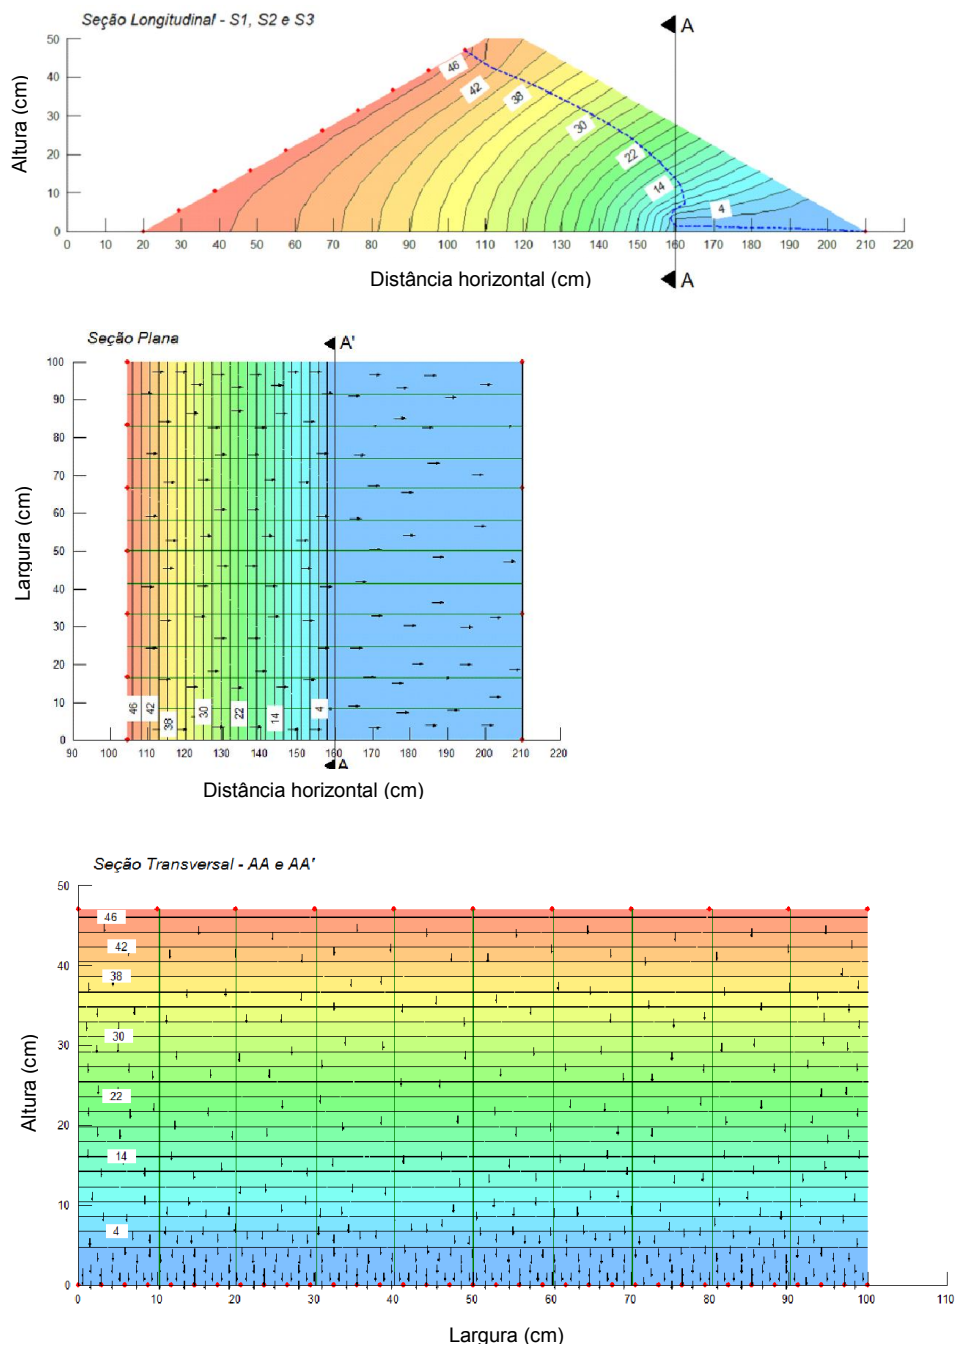 Seção Longitudinal - S1, S2 e S3
A
50
40
30
20
10
0
Altura (cm)
46
42
38
30
22
14
4
0 10 20 30 40 50 60 70 80 90 100 110 120 130 140 150 160 170 180 190 200 210 220
A
Distância horizontal (cm)
Seção Plana
A'
100
90
80
70
60
50
40
30
20
10
0
Largura (cm)
46 42 38 30 22 14 4
90 100 110 120 130 140 150 160 170 180 190 200 210 220
A
Distância horizontal (cm)
Seção Transversal - AA e AA'
50
40
30
20
10
0
Altura (cm)
46
42
38
30
22
14
4
0 10 20 30 40 50 60 70 80 90 100 110
Largura (cm)